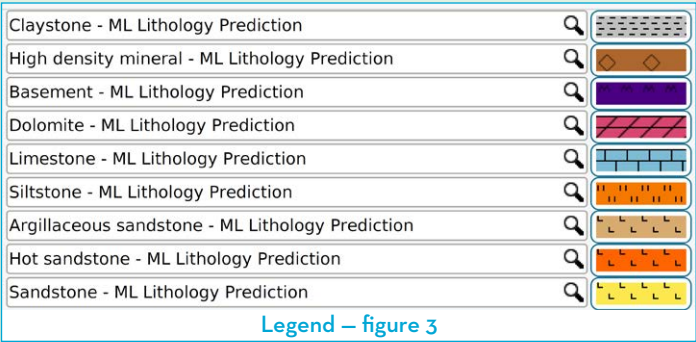 Claystone - ML Lithology Prediction
High density mineral - ML Lithology Prediction
Basement - ML Lithology Prediction
Dolomite - ML Lithology Prediction
Limestone - ML Lithology Prediction
Siltstone - ML Lithology Prediction
Argillaceous sandstone - ML Lithology Prediction
Hot sandstone - ML Lithology Prediction
Sandstone - ML Lithology Prediction
Legend – figure 3